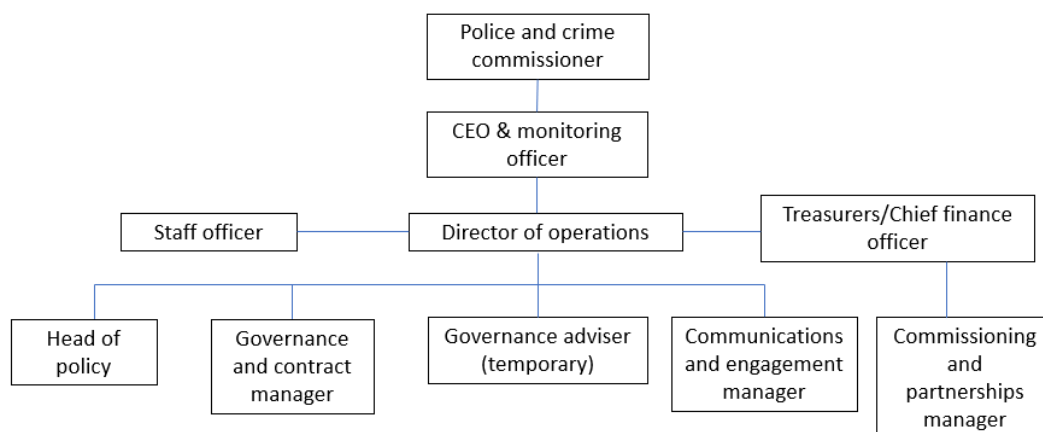 Police and crime
commissioner
CEO & monitoring
officer
Staff officer
Director of operations
Treasurers/Chief finance
officer
Head of
policy
Governance
and contract
manager
Governance adviser
(temporary)
Communications
and engagement
manager
Commissioning
and
partnerships
manager